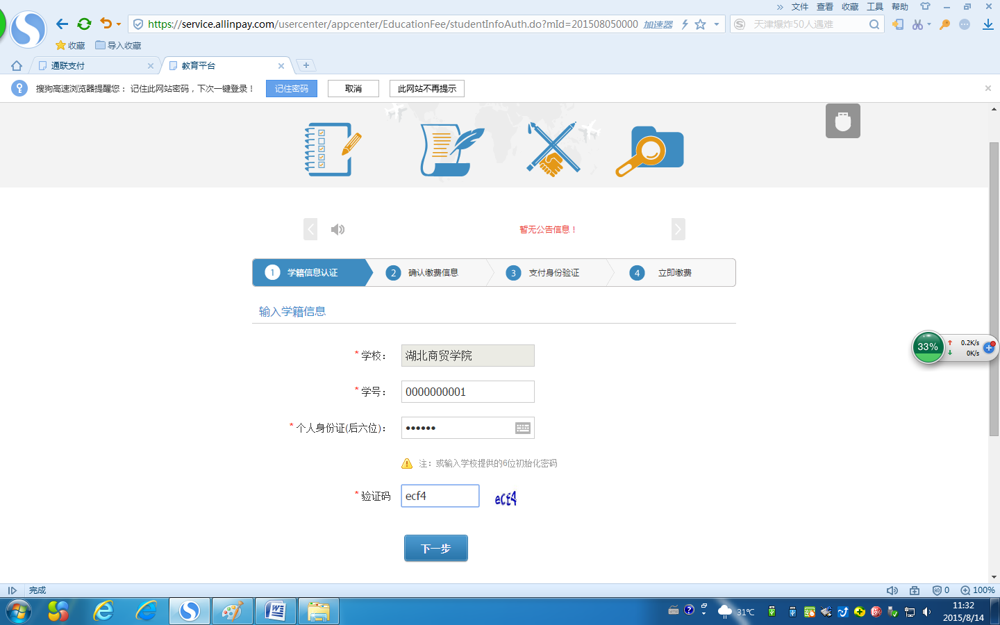 » 文件 查看 收藏 工具 帮助
https://service.allinpay.com/usercenter/appcenter/EducationFee/studentInfoAuth.do?mId=201508050000 加速器
天津爆炸50人遇难
收藏 导入收藏
通联支付
教育平台
搜狗高速浏览器提醒您： 记住此网站密码，下次一键登录！ 记住密码 取消 此网站不再提示
暂无公告信息！
1 学籍信息认证 2 确认缴费信息 3 支付身份验证 4 立即缴费
输入学籍信息
*学校： 湖北商贸学院
33% 0.2K/s
0K/s
*学号： 0000000001
*个人身份证(后六位)： ••••••
注：或输入学校提供的6位初始化密码
*验证码 ecf4 ecf4
下一步
完成 0 100%
31℃
11:32
2015/8/14